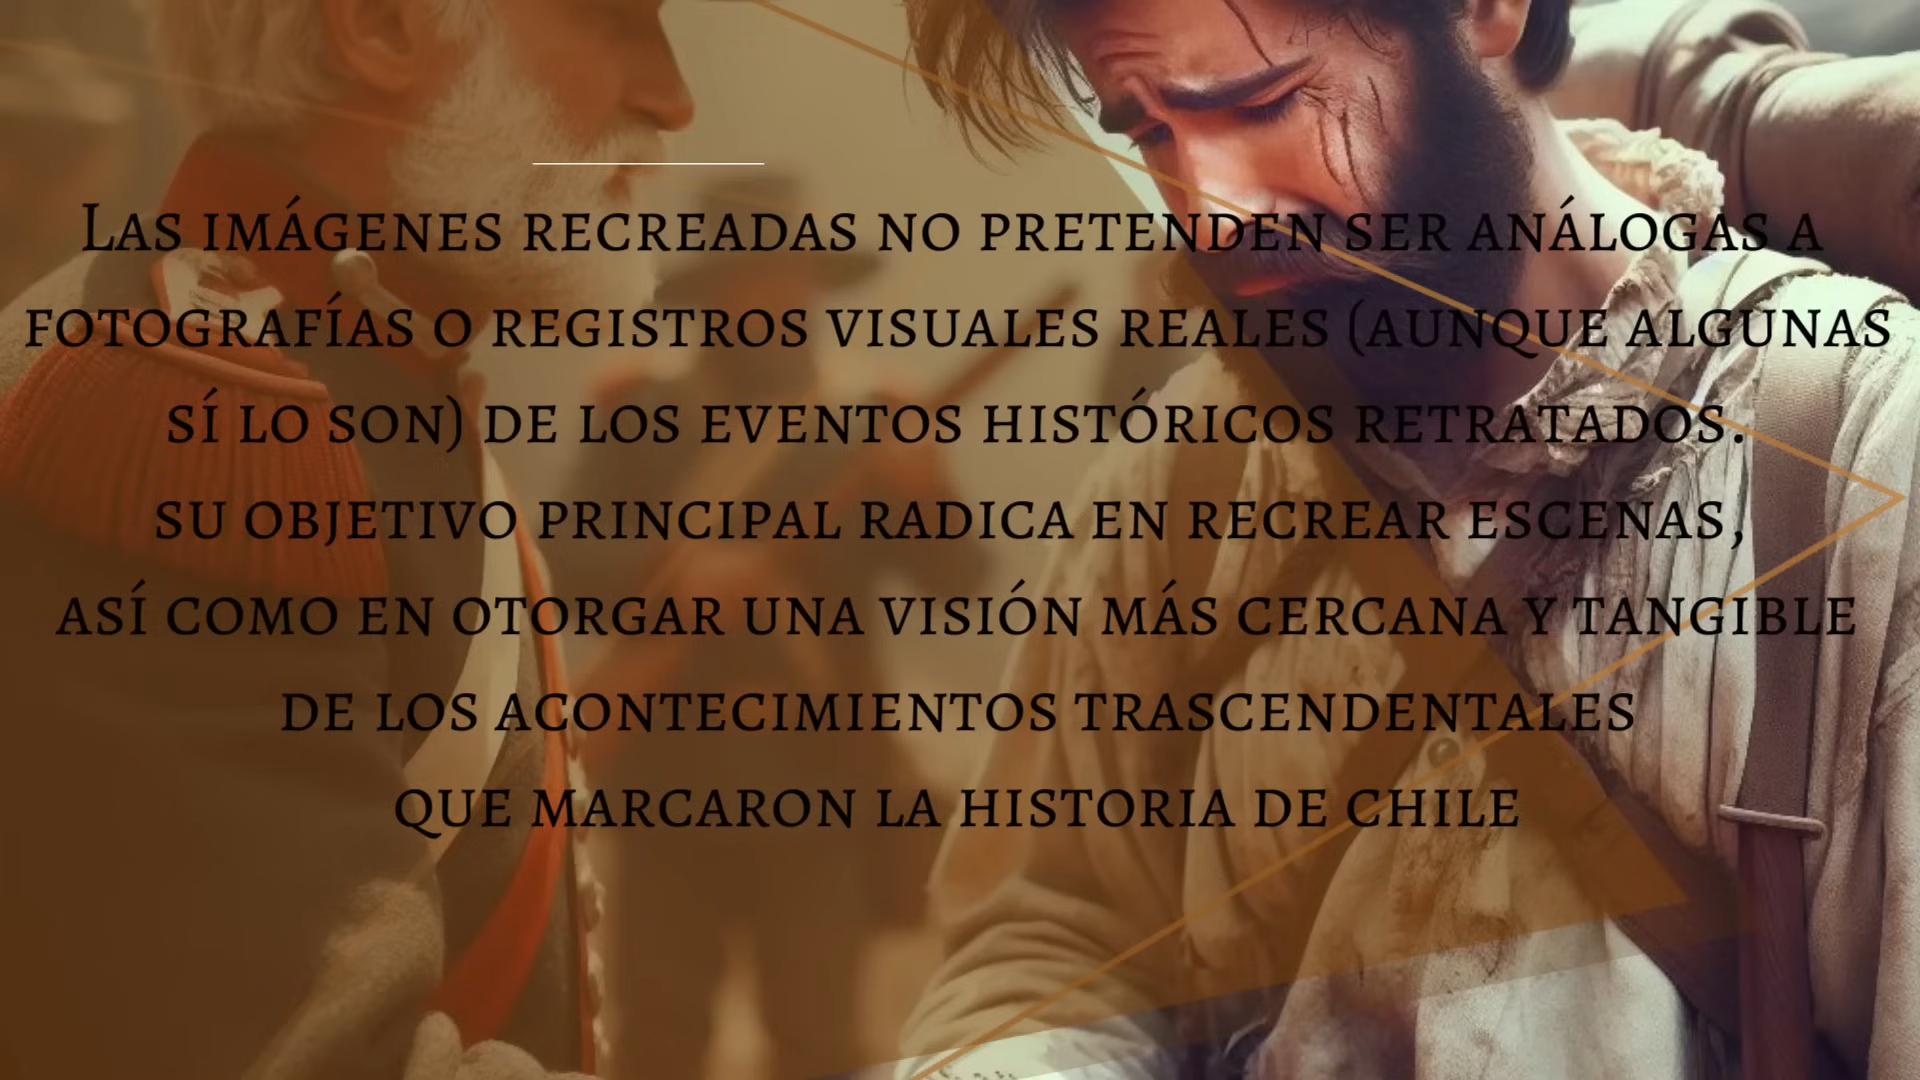 Las imágenes recreadas no pretenden ser análogas a
fotografías o registros visuales reales (aunque algunas
sí lo son) de los eventos históricos retratados.
su objetivo principal radica en recrear escenas,
así como en otorgar una visión más cercana y tangible
de los acontecimientos trascendentales
que marcaron la historia de chile